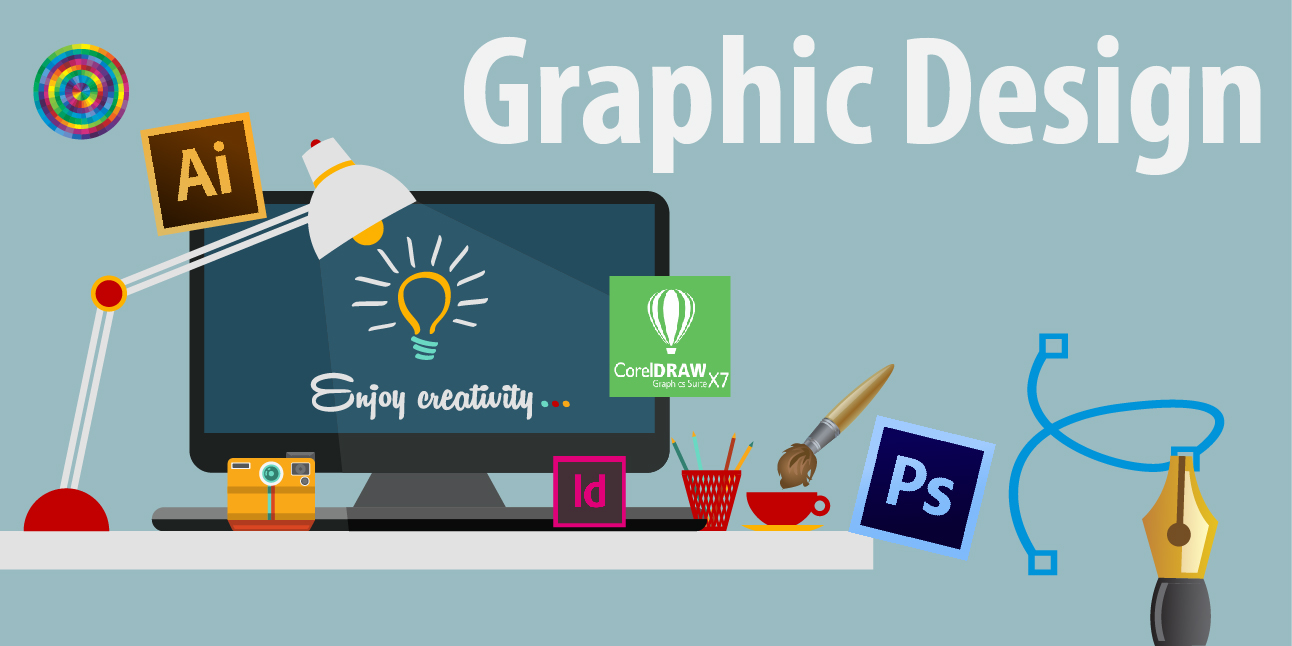 Graphic Design
Ai
Enjoy creativity...
CorelDRAW
Graphics Suite X7
Id
Ps